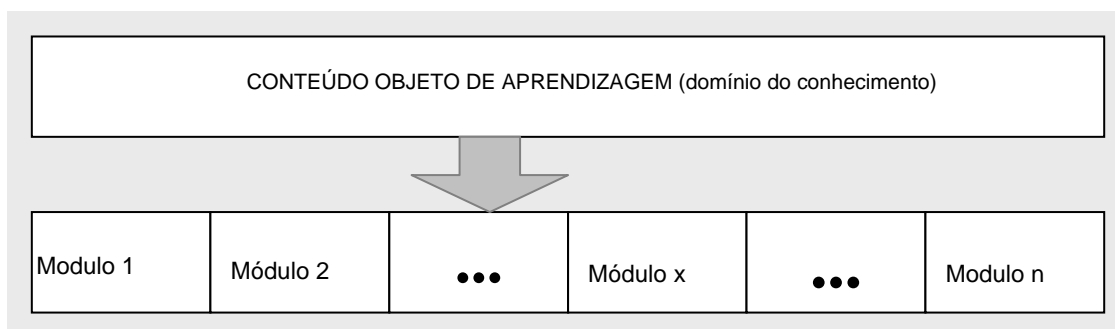 CONTEÚDO OBJETO DE APRENDIZAGEM (domínio do conhecimento)
Modulo 1 Módulo 2 ••• Módulo x ••• Modulo n